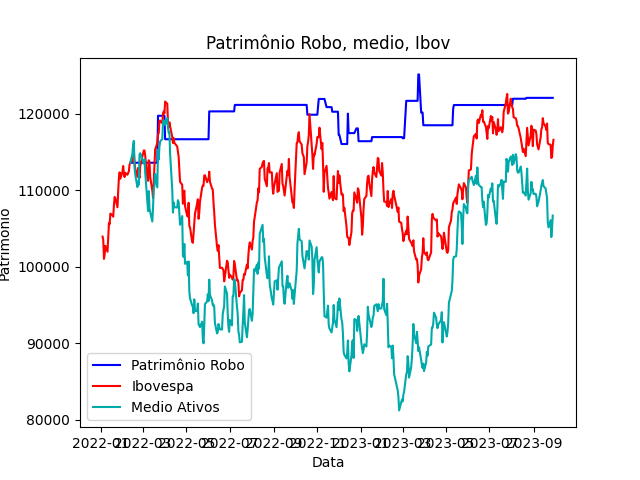 Patrimônio Robo, medio, Ibov
120000
110000
100000
90000
80000
Patrimonio
Patrimônio Robo
Ibovespa
Medio Ativos
2022-01 2022-03 2022-05 2022-07 2022-09 2022-11 2023-01 2023-03 2023-05 2023-07 2023-09
Data